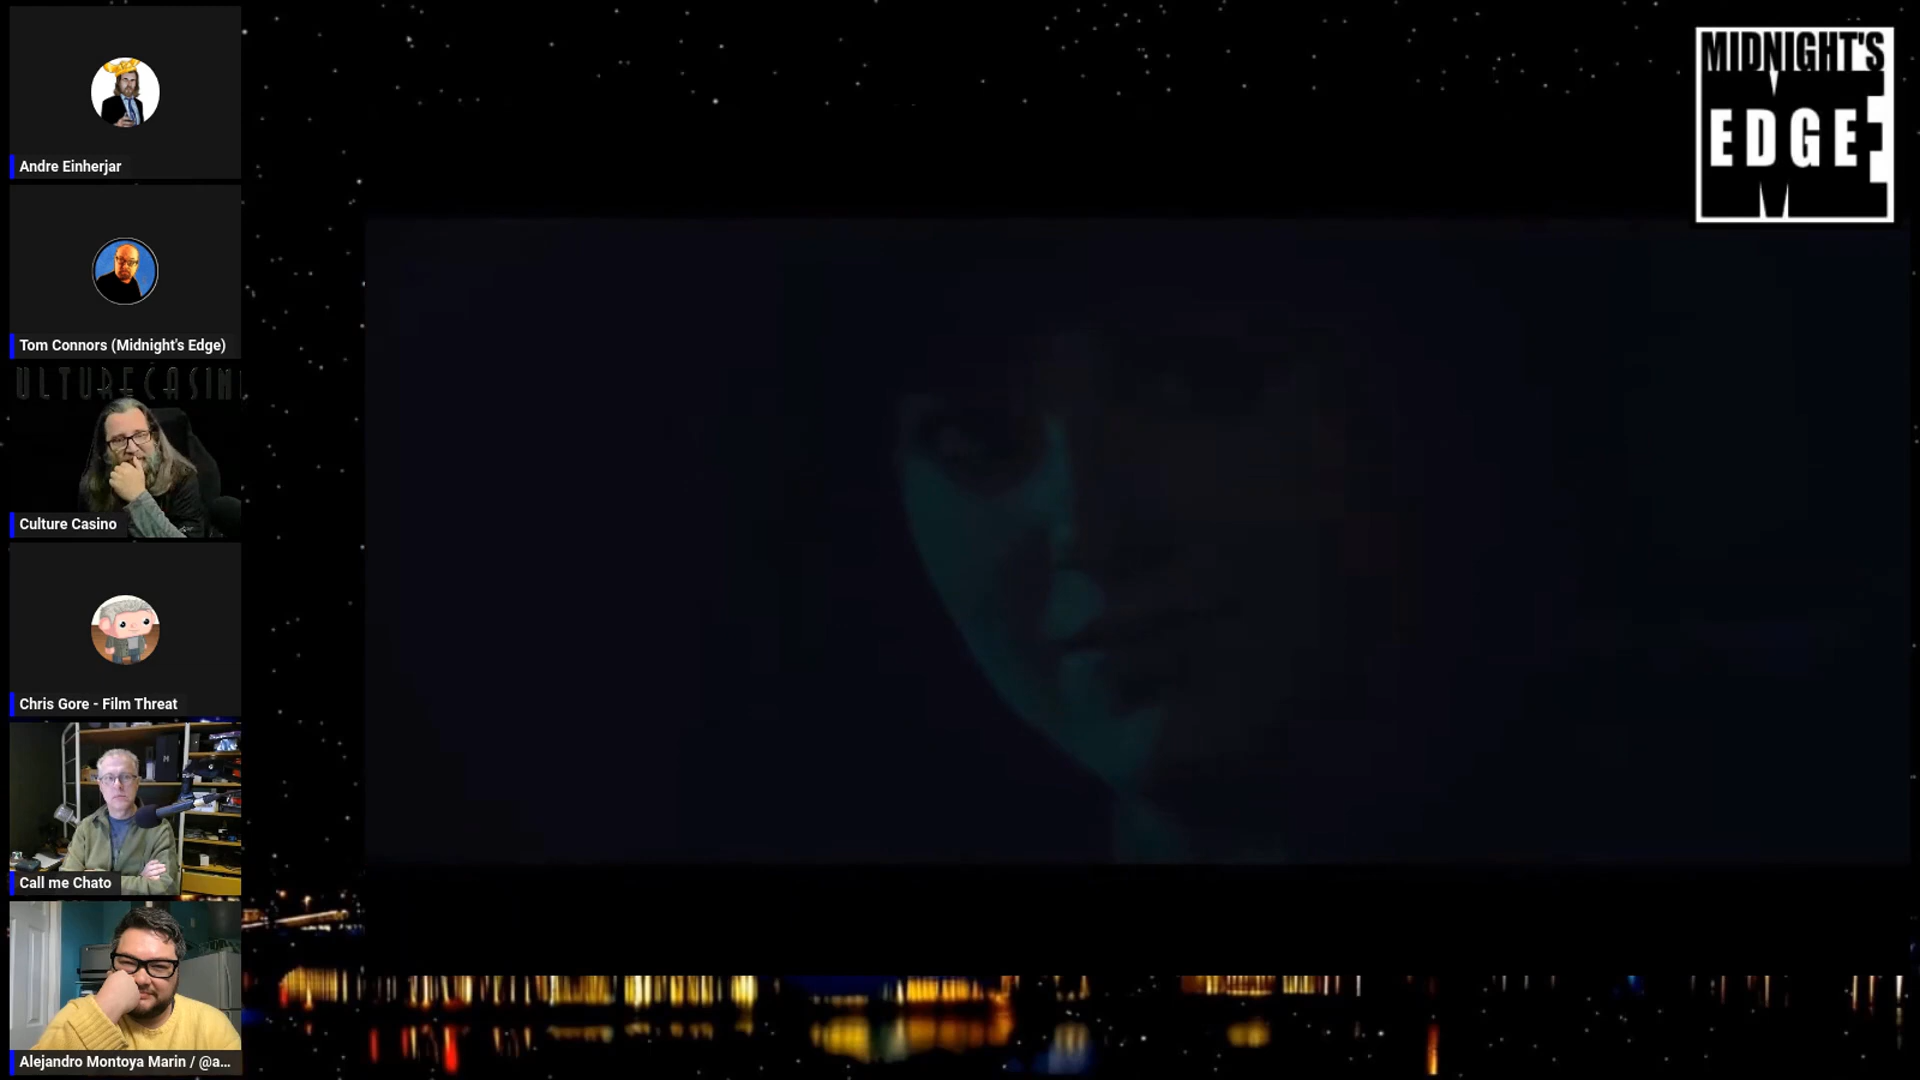 Andre Einherjar
Tom Connors (Midnight's Edge)
ULTURECASIN
Culture Casino
Chris Gore - Film Threat
Call me Chato
Alejandro Montoya Marin / @a...
MIDNIGHT'S
EDGE